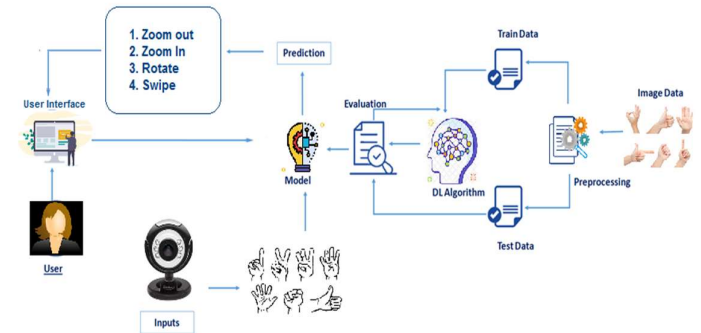 1. Zoom out
2. Zoom In
3. Rotate
4. Swipe
Prediction
Train Data
User Interface
Evaluation
Image Data
Model
DL Algorithm
Preprocessing
User
Test Data
Inputs